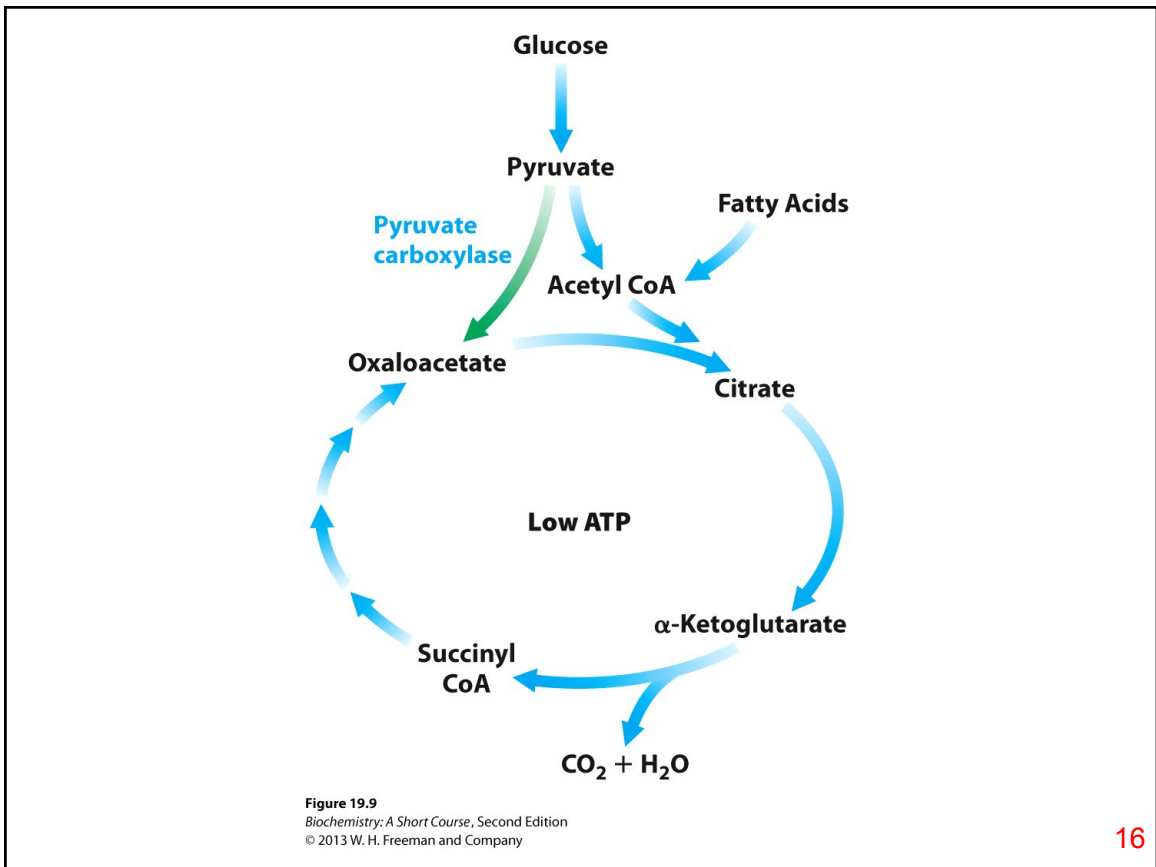 Glucose
Pyruvate
Fatty Acids
Pyruvate
carboxylase
Acetyl CoA
Oxaloacetate
Citrate
Low ATP
α-Ketoglutarate
Succinyl
CoA
CO₂ + H₂O
Figure 19.9
Biochemistry: A Short Course, Second Edition
© 2013 W. H. Freeman and Company
16